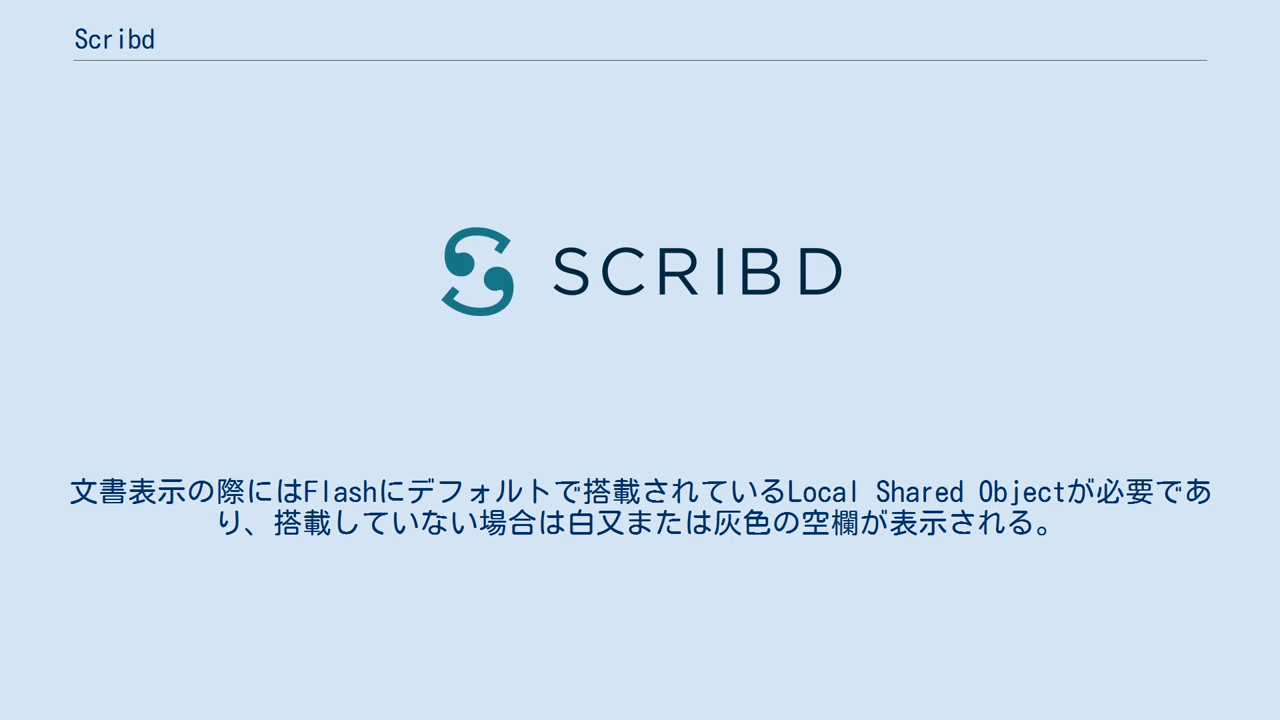 Scribd
SCRIBD
文書表示の際にはFlashにデフォルトで搭載されているLocal Shared Objectが必要であ
り、搭載していない場合は白又または灰色の空欄が表示される。